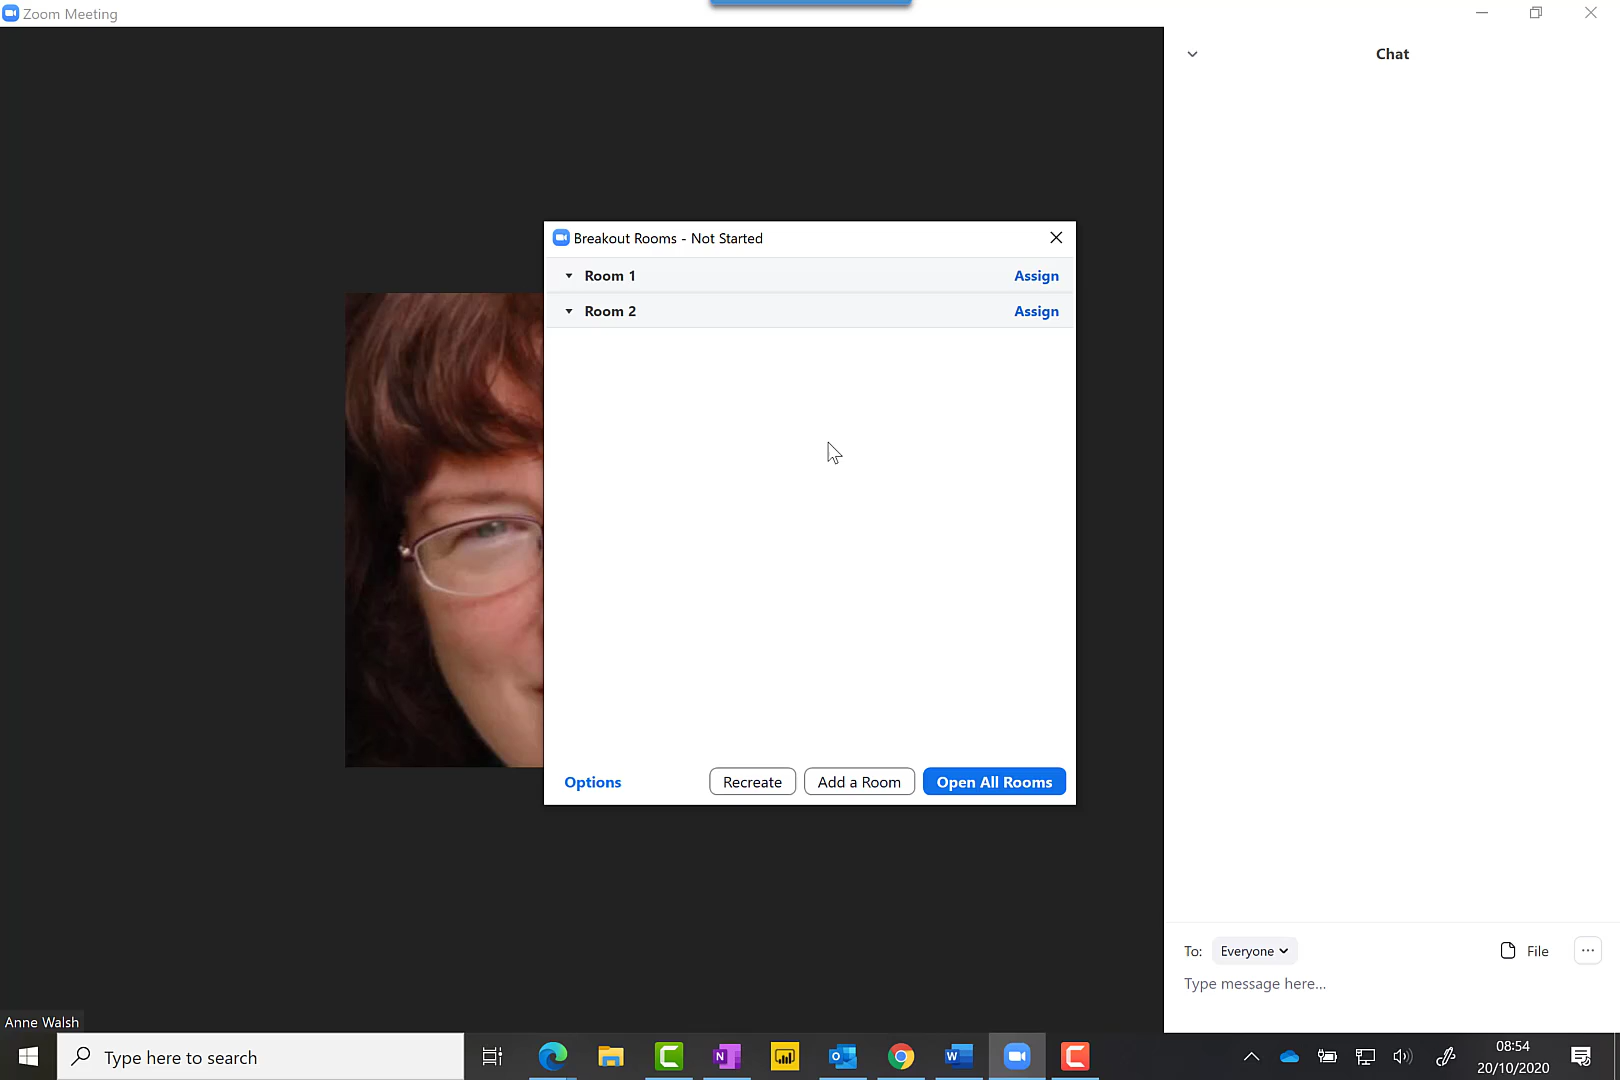 Zoom Meeting
Chat
Breakout Rooms - Not Started
Room 1 Assign
Room 2 Assign
Options Recreate Add a Room Open All Rooms
To: Everyone File
Type message here...
Anne Walsh
Type here to search
08:54
20/10/2020